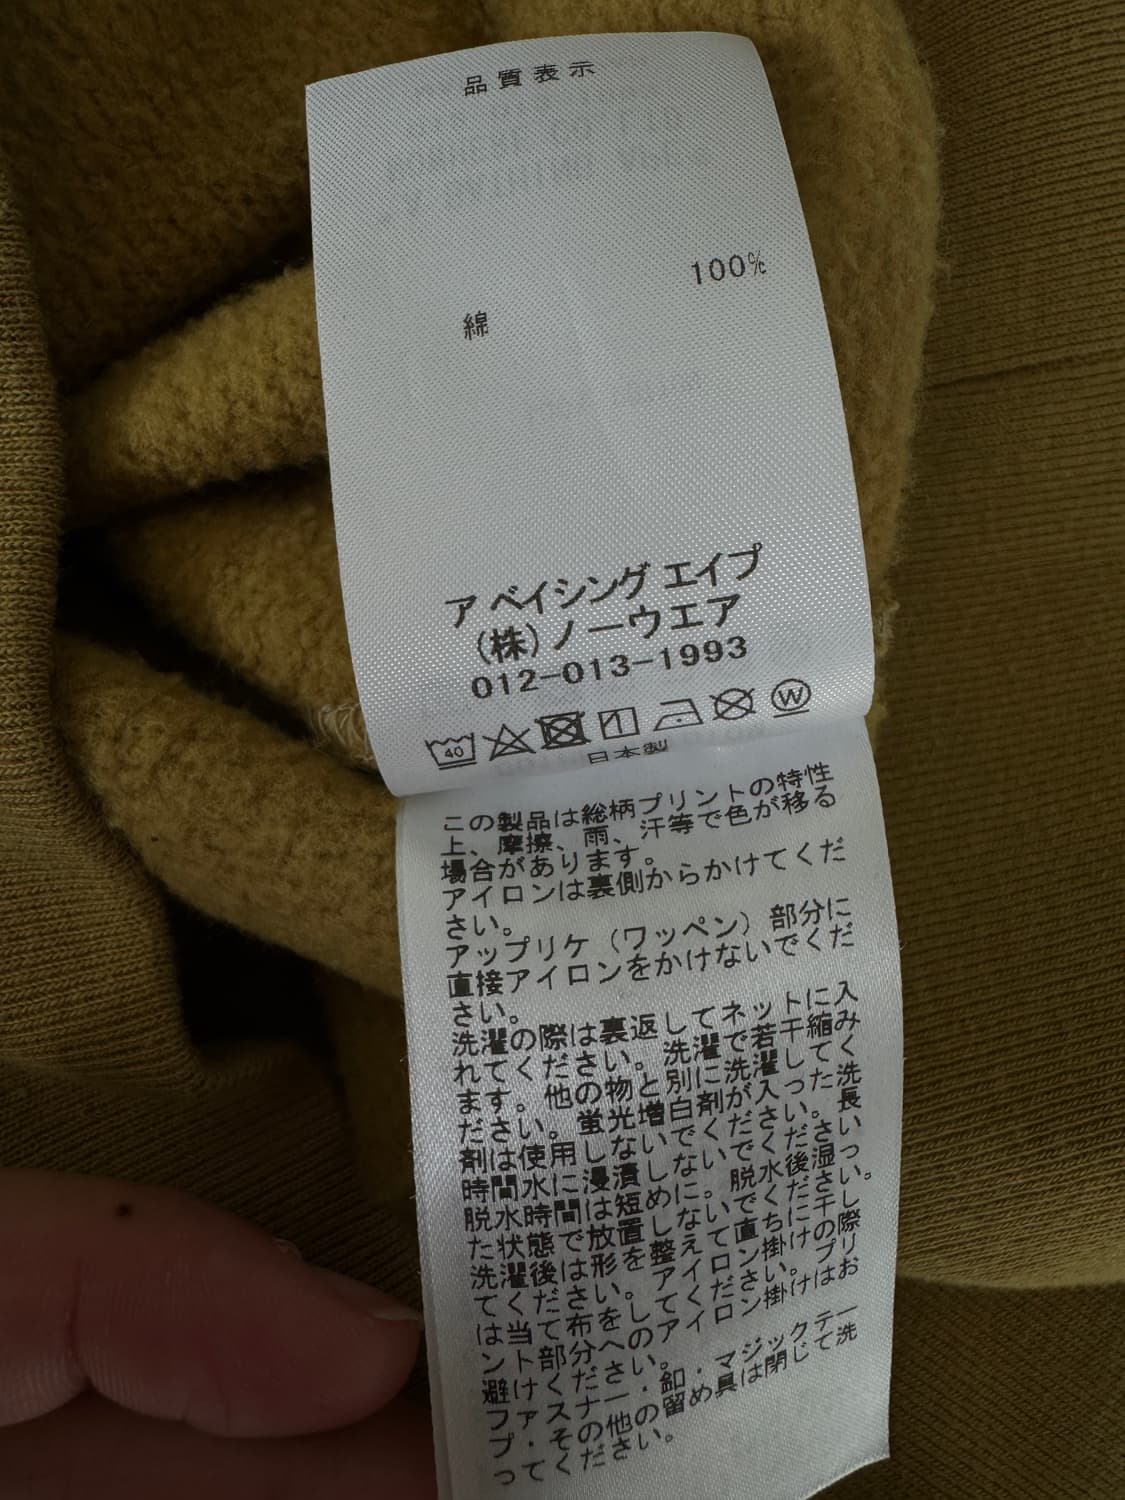 品質表示
100%
綿
ア ベイシング エイプ
(株)ノーウエア
012-013-1993
40
W
日本製
この製品は総柄プリントの特性
上、摩擦、雨、汗等で色が移る
場合があります。
アイロンは裏側からかけてくだ
さい。
アップリケ（ワッペン）部分に
直接アイロンをかけないでくだ
さい。
洗濯の際は裏返してネットに入
れてください。洗濯で若干縮み
ます。他の物と別に洗濯してく
ださい。蛍光増白剤が入った洗
剤は使用しないでください。長
時間水に浸漬しないでください。
脱水時間は短めに。脱水後さっ
た状態では放置しないでください。
洗濯後は形を整えて直ちに湿
てください。アイロン掛けの際
は当て布をしてください。プリ
ント部分へのアイロン掛けはお
避けください。
ファスナー・釦・マジックテー
プ・その他の留め具は閉じて洗
ってください。